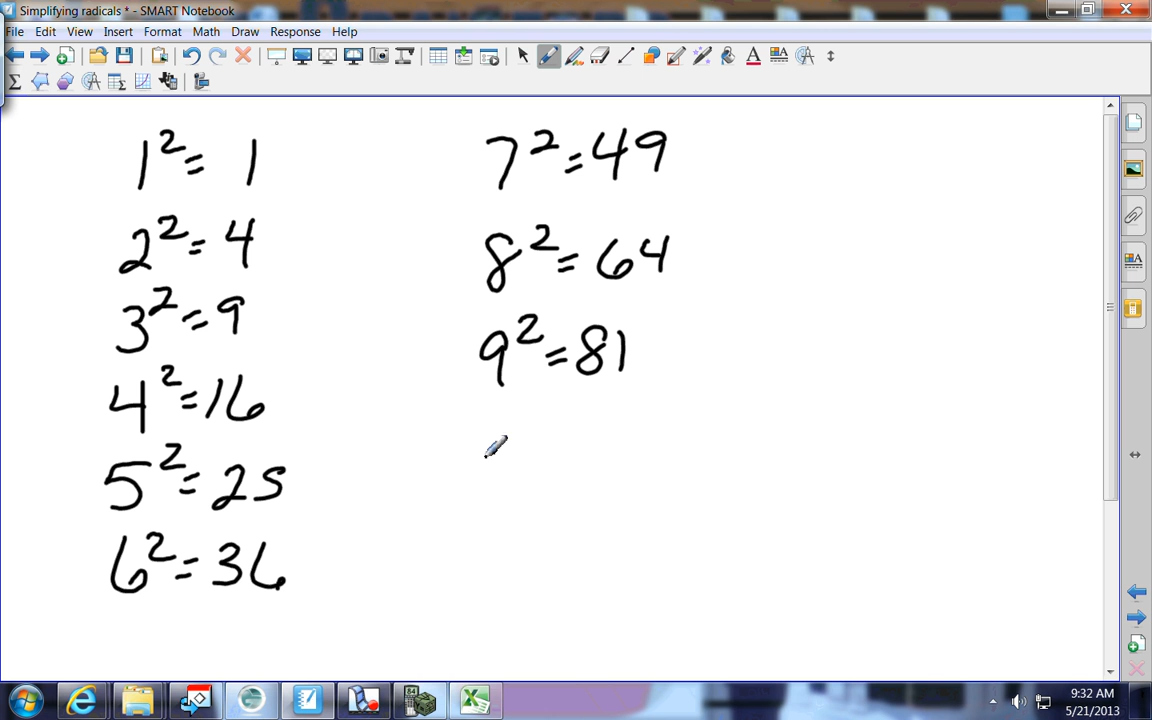 Simplifying radicals * - SMART Notebook
File Edit View Insert Format Math Draw Response Help
1² = 1
2² = 4
3² = 9
4² = 16
5² = 25
6² = 36
7² = 49
8² = 64
9² = 81
9:32 AM
5/21/2013